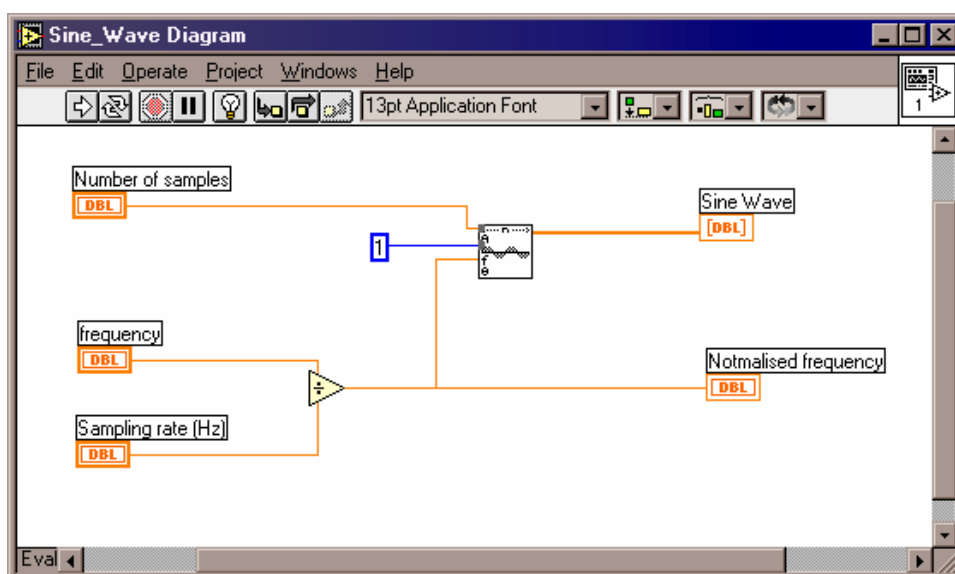 Sine_Wave Diagram
File Edit Operate Project Windows Help
13pt Application Font
1
Number of samples
DBL
Sine Wave
[DBL]
n
A
f
θ
1
frequency
DBL
÷
Notmalised frequency
DBL
Sampling rate (Hz)
DBL
Eval